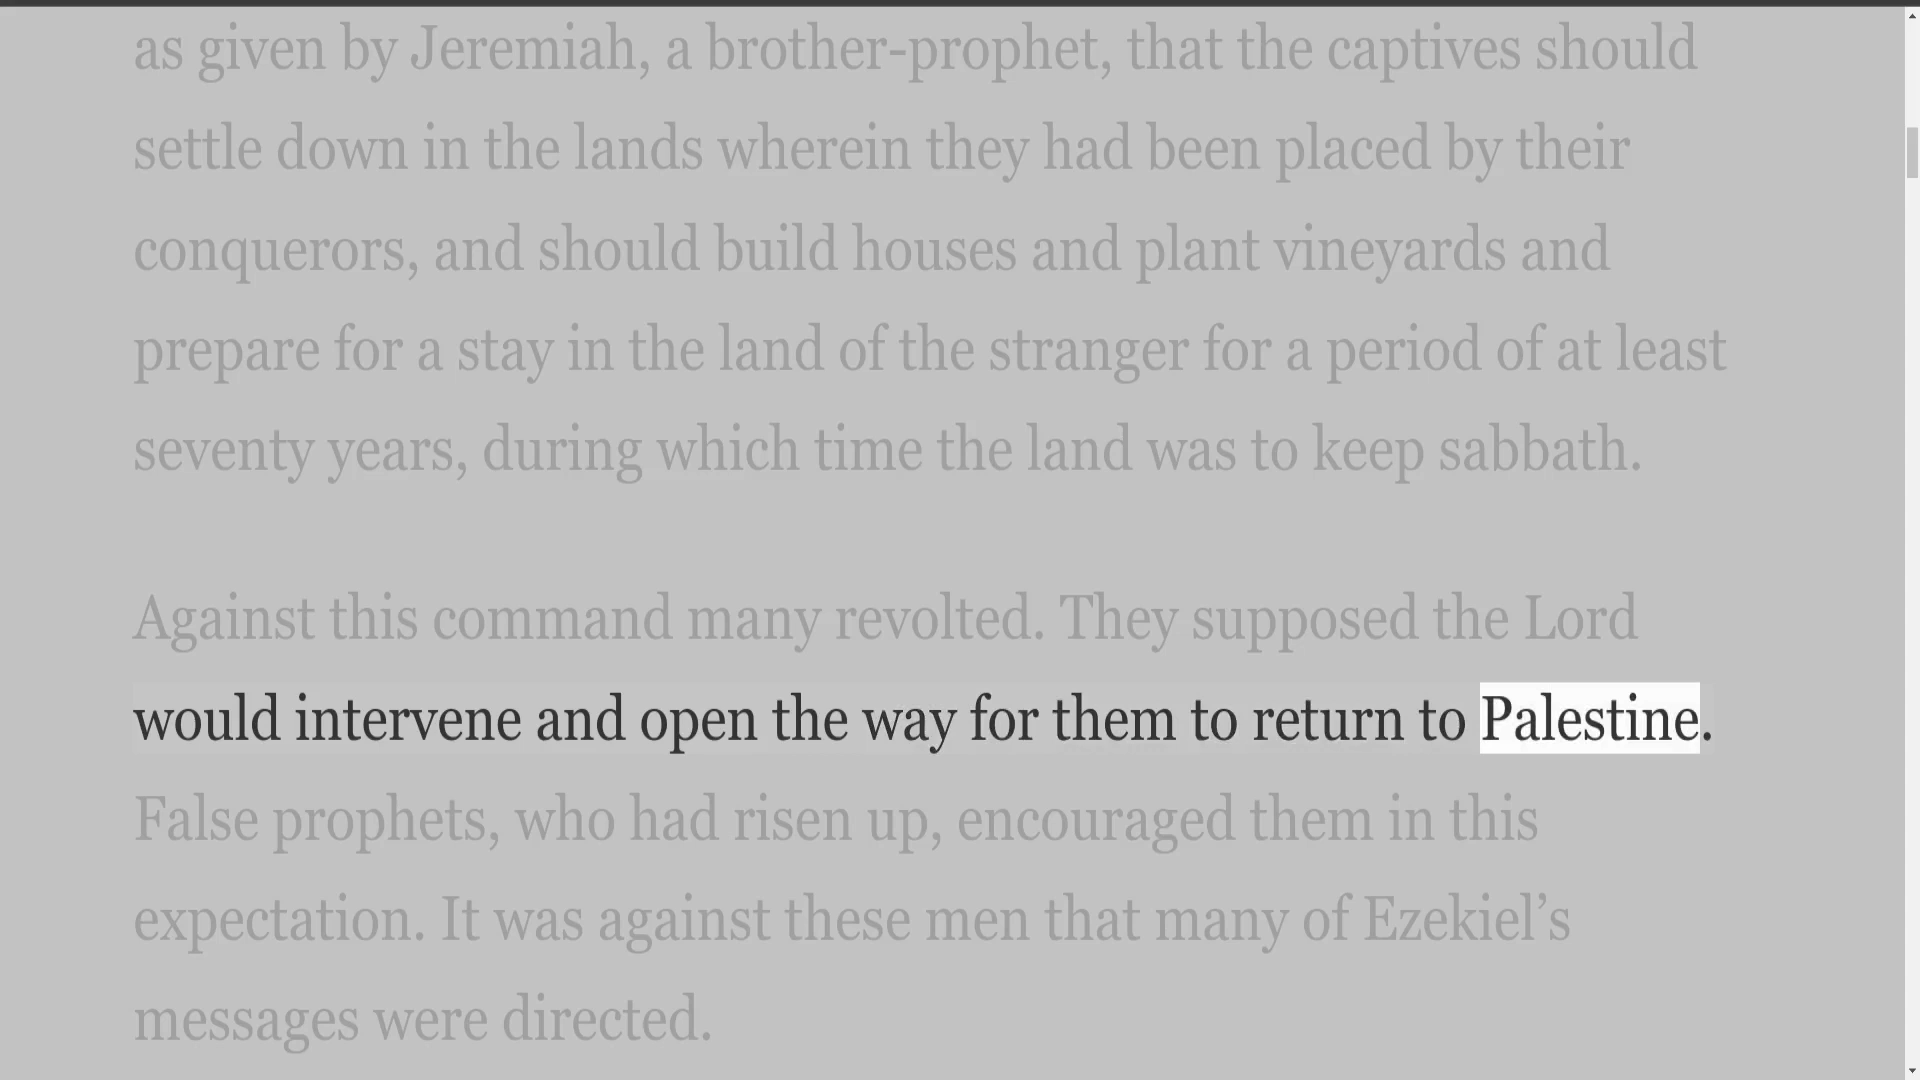 as given by Jeremiah, a brother-prophet, that the captives should
settle down in the lands wherein they had been placed by their
conquerors, and should build houses and plant vineyards and
prepare for a stay in the land of the stranger for a period of at least
seventy years, during which time the land was to keep sabbath.
Against this command many revolted. They supposed the Lord
would intervene and open the way for them to return to Palestine.
False prophets, who had risen up, encouraged them in this
expectation. It was against these men that many of Ezekiel’s
messages were directed.